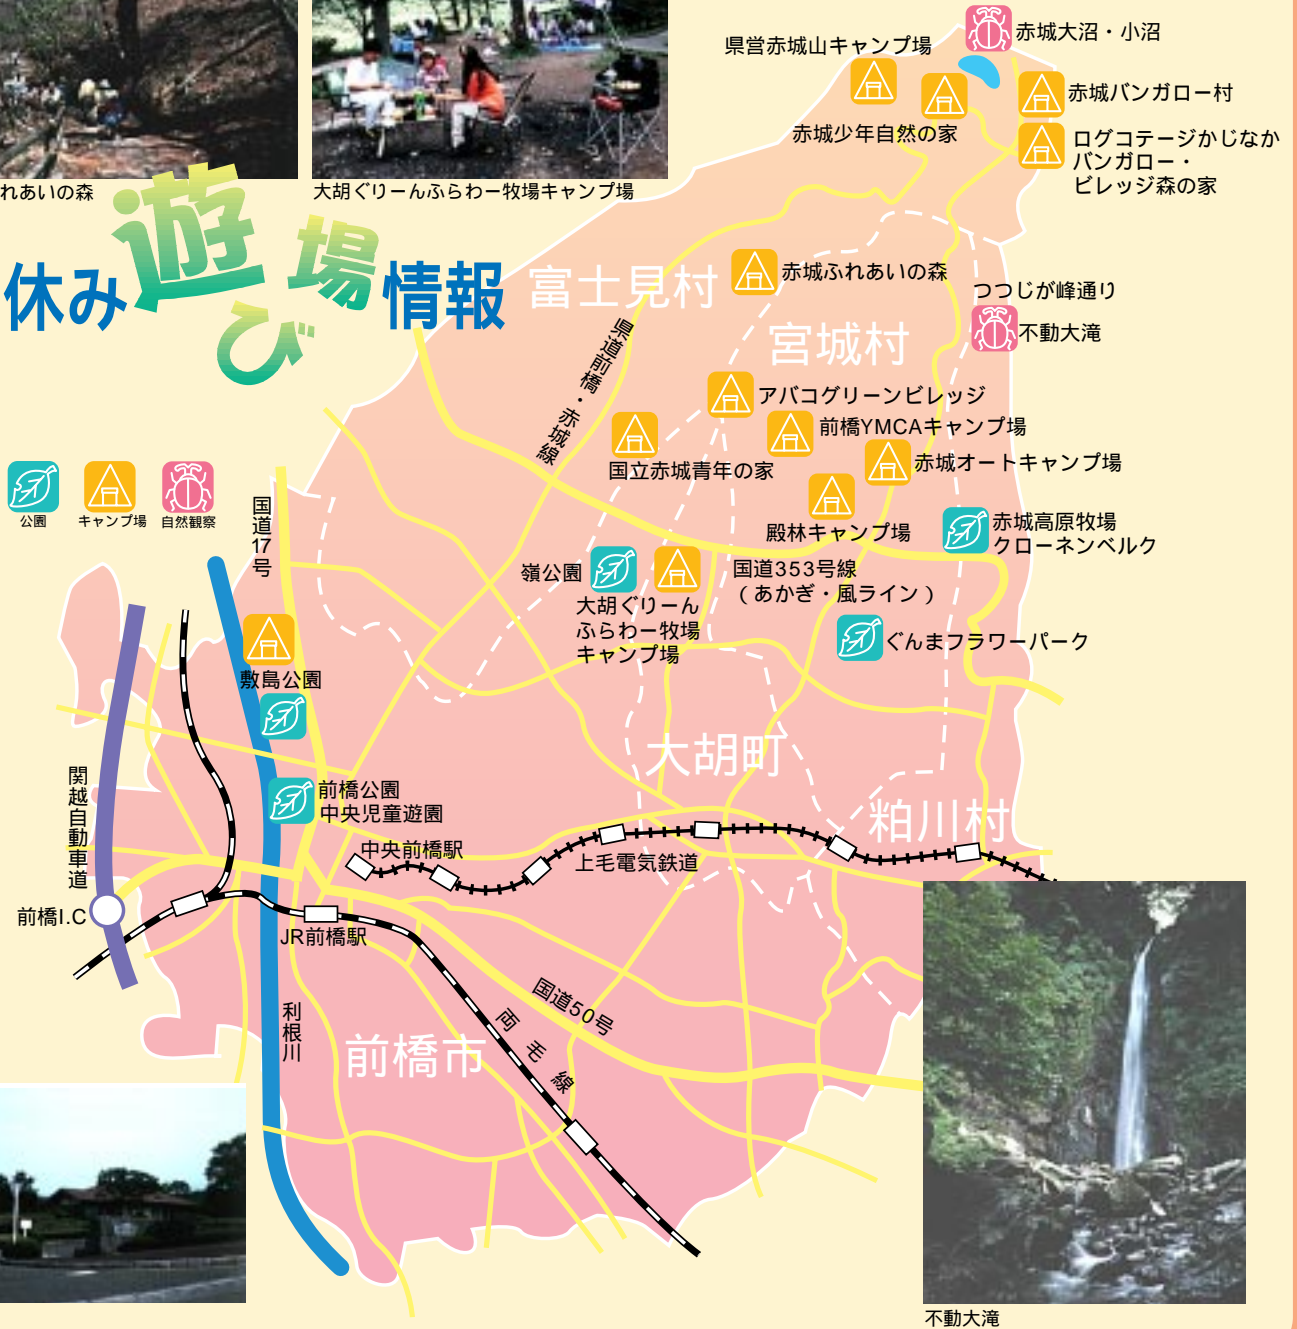 れあいの森
大胡ぐりーんふらわー牧場キャンプ場
休み遊び場情報
公園
キャンプ場
自然観察
県営赤城山キャンプ場
赤城大沼・小沼
赤城バンガロー村
赤城少年自然の家
ログコテージかじなか
バンガロー・
ビレッジ森の家
富士見村
赤城ふれあいの森
つつじが峰通り
不動大滝
宮城村
県道前橋・赤城線
アバコグリーンビレッジ
前橋YMCAキャンプ場
国立赤城青年の家
赤城オートキャンプ場
国道17号
殿林キャンプ場
赤城高原牧場
クローネンベルク
嶺公園
国道353号線
（あかぎ・風ライン）
大胡ぐりーん
ふらわー牧場
キャンプ場
ぐんまフラワーパーク
敷島公園
大胡町
関越自動車道
前橋公園
中央児童遊園
粕川村
中央前橋駅
上毛電気鉄道
前橋I.C
JR前橋駅
国道50号
利根川
両毛線
前橋市
不動大滝